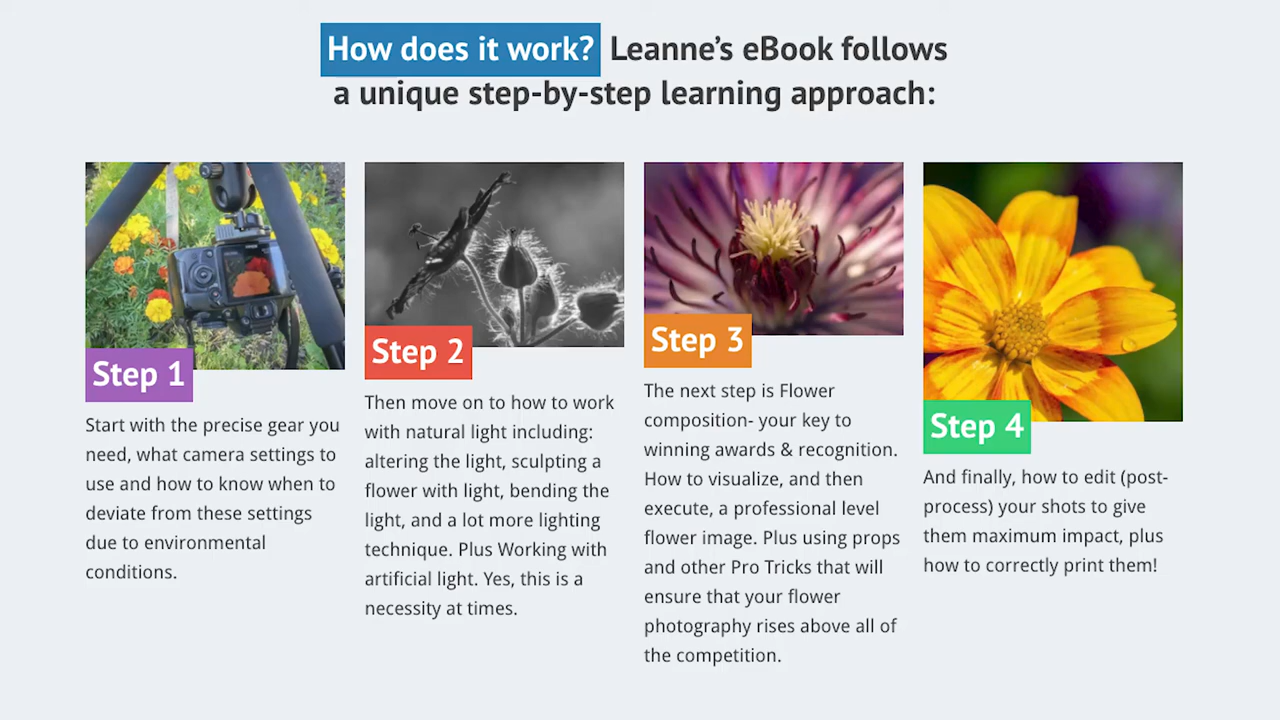 How does it work? Leanne’s eBook follows
a unique step-by-step learning approach:
Step 1
Start with the precise gear you
need, what camera settings to
use and how to know when to
deviate from these settings
due to environmental
conditions.
Step 2
Then move on to how to work
with natural light including:
altering the light, sculpting a
flower with light, bending the
light, and a lot more lighting
technique. Plus Working with
artificial light. Yes, this is a
necessity at times.
Step 3
The next step is Flower
composition- your key to
winning awards & recognition.
How to visualize, and then
execute, a professional level
flower image. Plus using props
and other Pro Tricks that will
ensure that your flower
photography rises above all of
the competition.
Step 4
And finally, how to edit (post-
process) your shots to give
them maximum impact, plus
how to correctly print them!